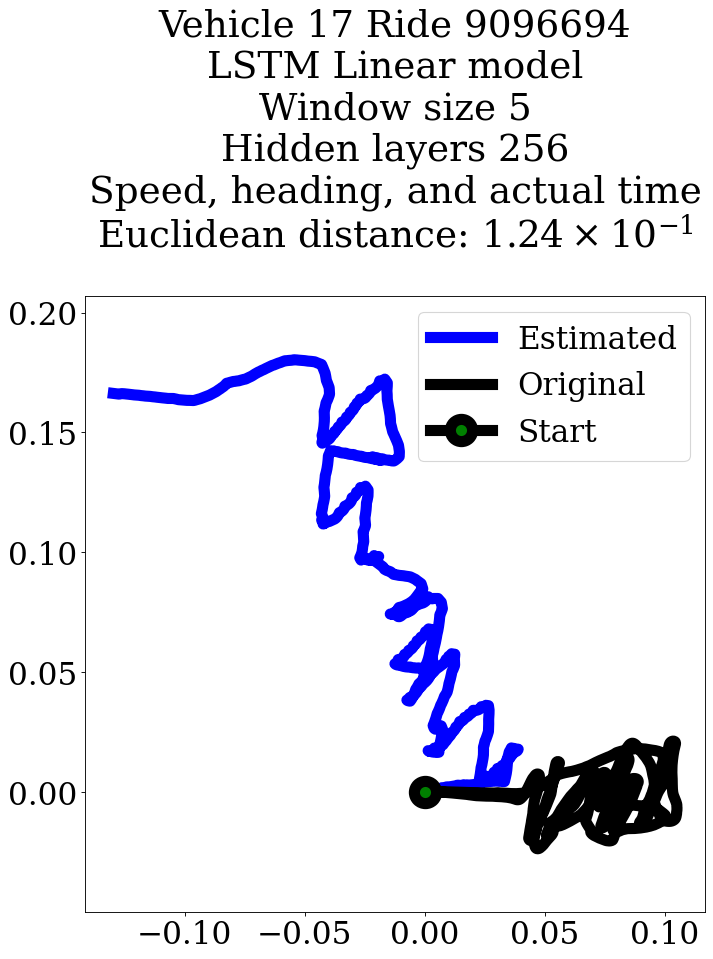 Vehicle 17 Ride 9096694
LSTM Linear model
Window size 5
Hidden layers 256
Speed, heading, and actual time
Euclidean distance: 1.24 × 10⁻¹
Estimated
Original
Start
0.20
0.15
0.10
0.05
0.00
−0.10 −0.05 0.00 0.05 0.10